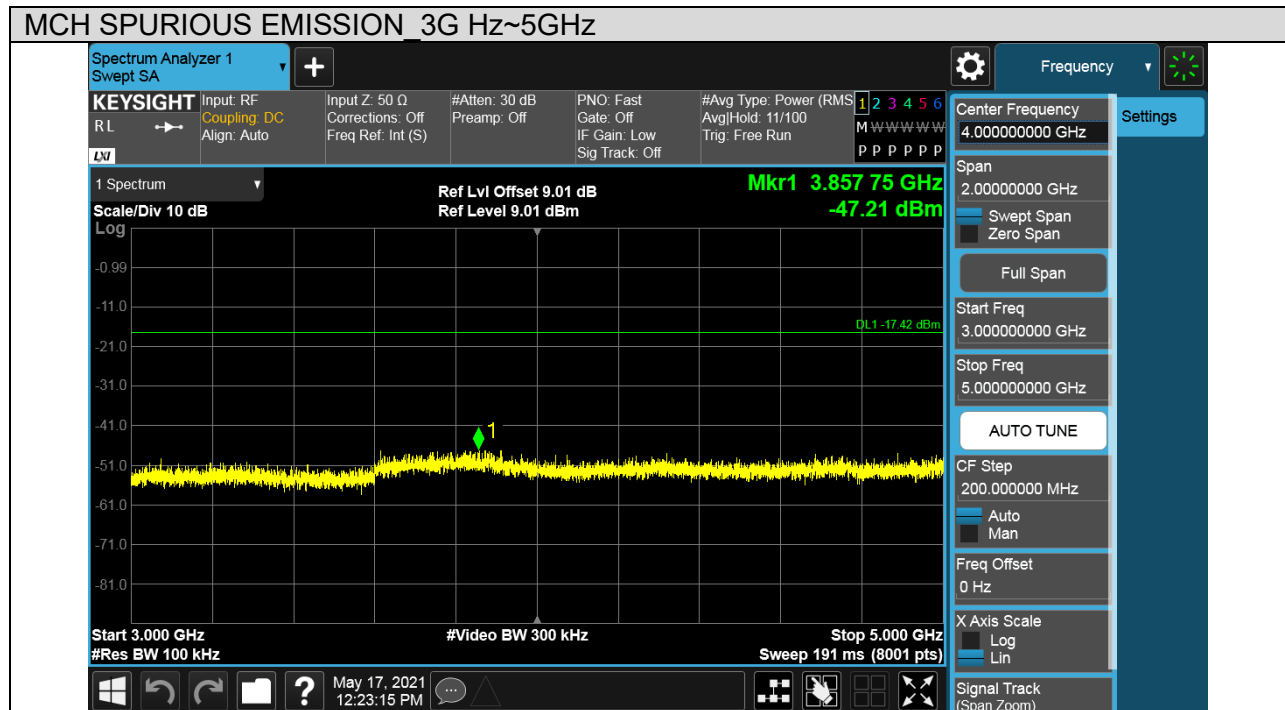 MCH SPURIOUS EMISSION_3G Hz~5GHz
Spectrum Analyzer 1
Swept SA
+
Frequency
KEYSIGHT
RL
LXI
Input: RF
Coupling: DC
Align: Auto
Input Z: 50 Ω
Corrections: Off
Freq Ref: Int (S)
#Atten: 30 dB
Preamp: Off
PNO: Fast
Gate: Off
IF Gain: Low
Sig Track: Off
#Avg Type: Power (RMS
Avg|Hold: 11/100
Trig: Free Run
1 2 3 4 5 6
M W W W W W
P P P P P P
1 Spectrum
Scale/Div 10 dB
Ref Lvl Offset 9.01 dB
Ref Level 9.01 dBm
Mkr1 3.857 75 GHz
-47.21 dBm
Log
-0.99
-11.0
DL1 -17.42 dBm
-21.0
-31.0
-41.0
1
-51.0
-61.0
-71.0
-81.0
Start 3.000 GHz
#Video BW 300 kHz
Stop 5.000 GHz
#Res BW 100 kHz
Sweep 191 ms (8001 pts)
?
May 17, 2021
12:23:15 PM
Settings
Center Frequency
4.000000000 GHz
Span
2.00000000 GHz
Swept Span
Zero Span
Full Span
Start Freq
3.000000000 GHz
Stop Freq
5.000000000 GHz
AUTO TUNE
CF Step
200.000000 MHz
Auto
Man
Freq Offset
0 Hz
X Axis Scale
Log
Lin
Signal Track
(Span Zoom)